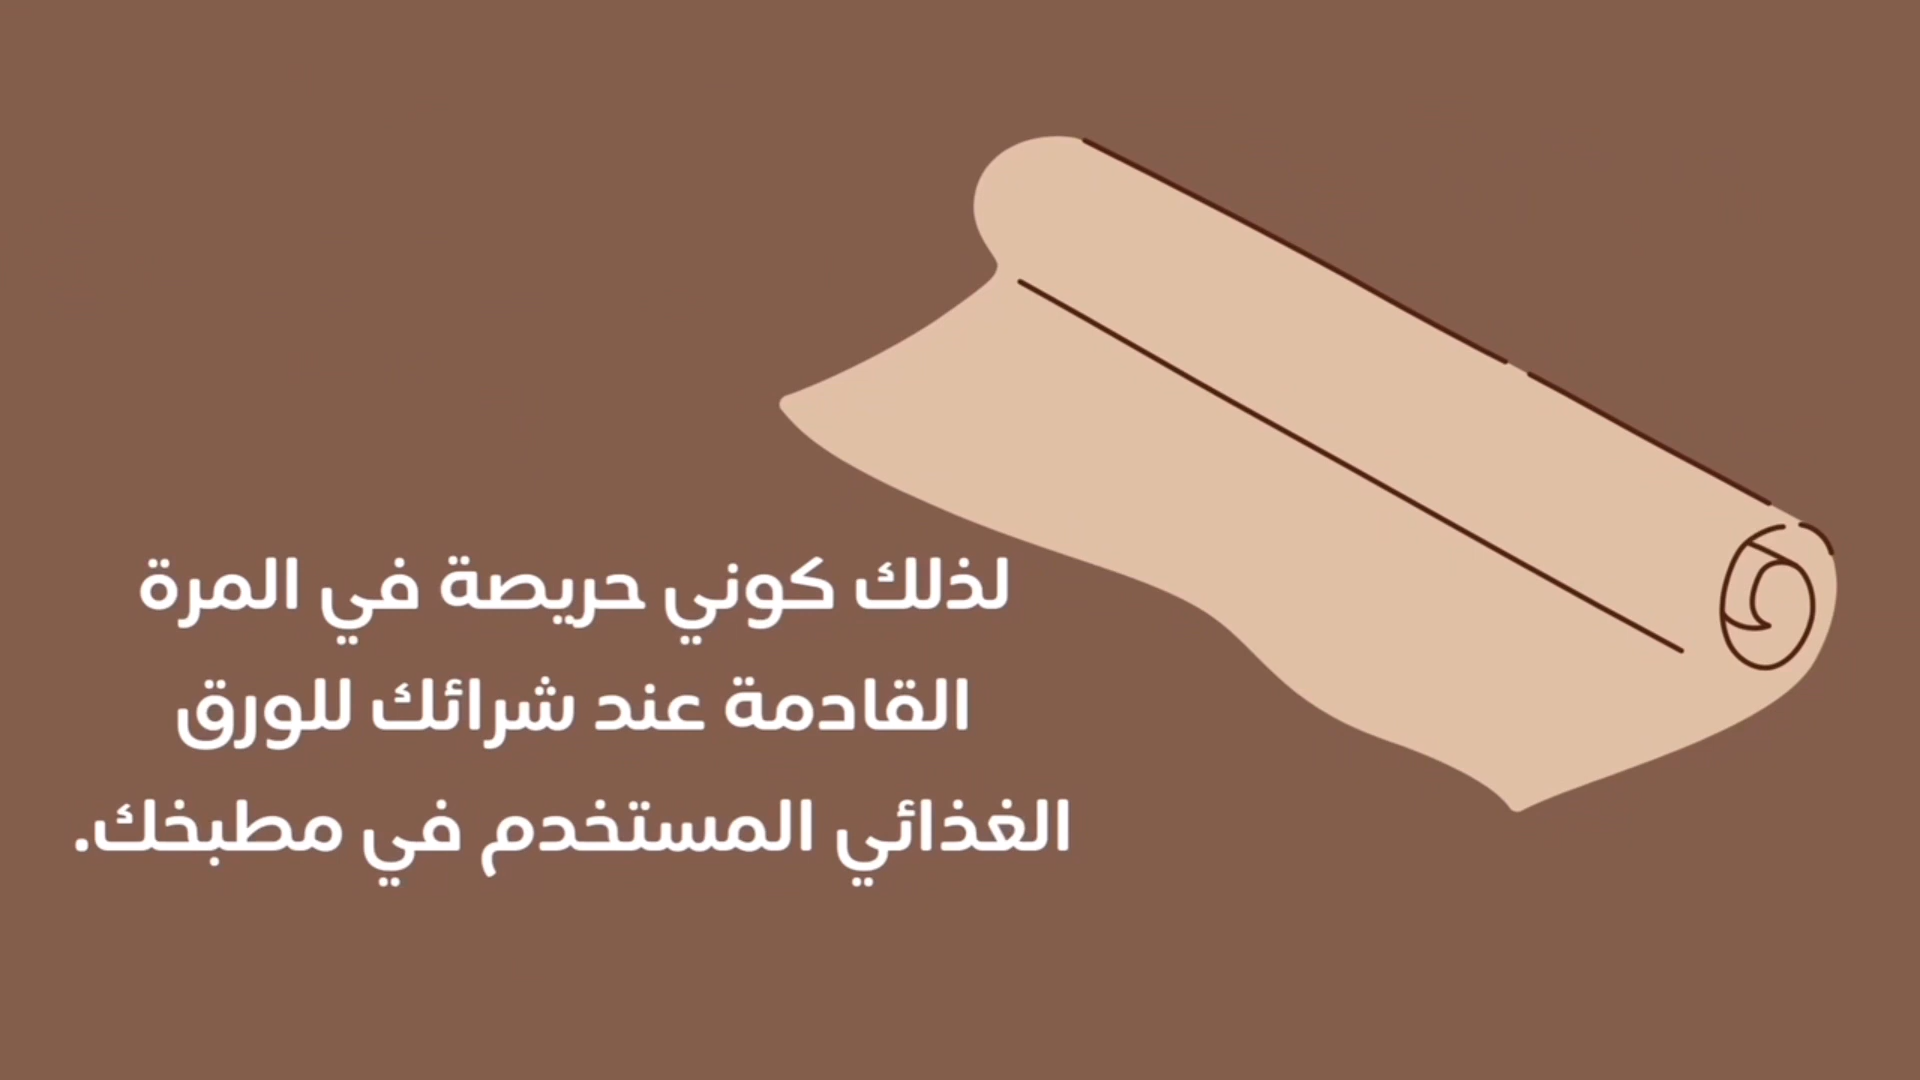 لذلك كوني حريصة في المرة
القادمة عند شرائك للورق
الغذائي المستخدم في مطبخك.